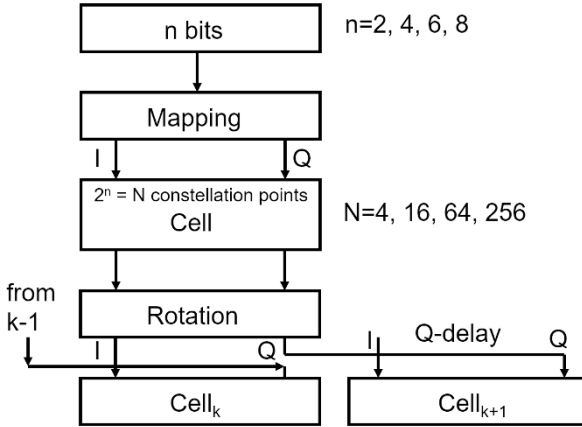 n bits
n=2, 4, 6, 8
Mapping
I
Q
2ⁿ = N constellation points
Cell
N=4, 16, 64, 256
from
k-1
Rotation
I
Q
I
Q-delay
Q
Cellₖ
Cellₖ₊₁